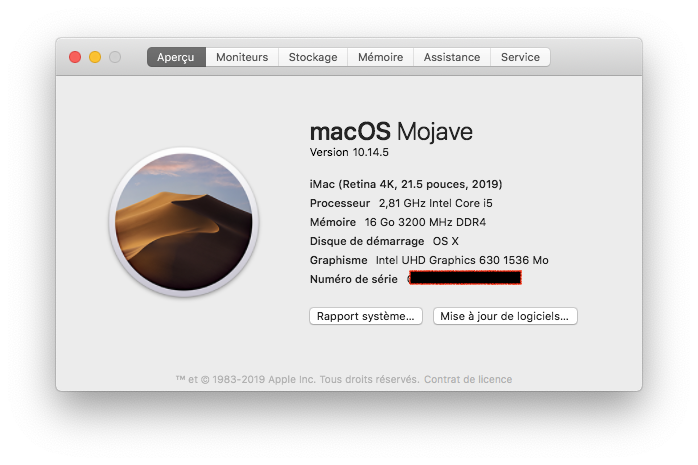 Aperçu Moniteurs Stockage Mémoire Assistance Service
macOS Mojave
Version 10.14.5
iMac (Retina 4K, 21.5 pouces, 2019)
Processeur 2,81 GHz Intel Core i5
Mémoire 16 Go 3200 MHz DDR4
Disque de démarrage OS X
Graphisme Intel UHD Graphics 630 1536 Mo
Numéro de série
Rapport système... Mise à jour de logiciels...
™ et © 1983-2019 Apple Inc. Tous droits réservés. Contrat de licence